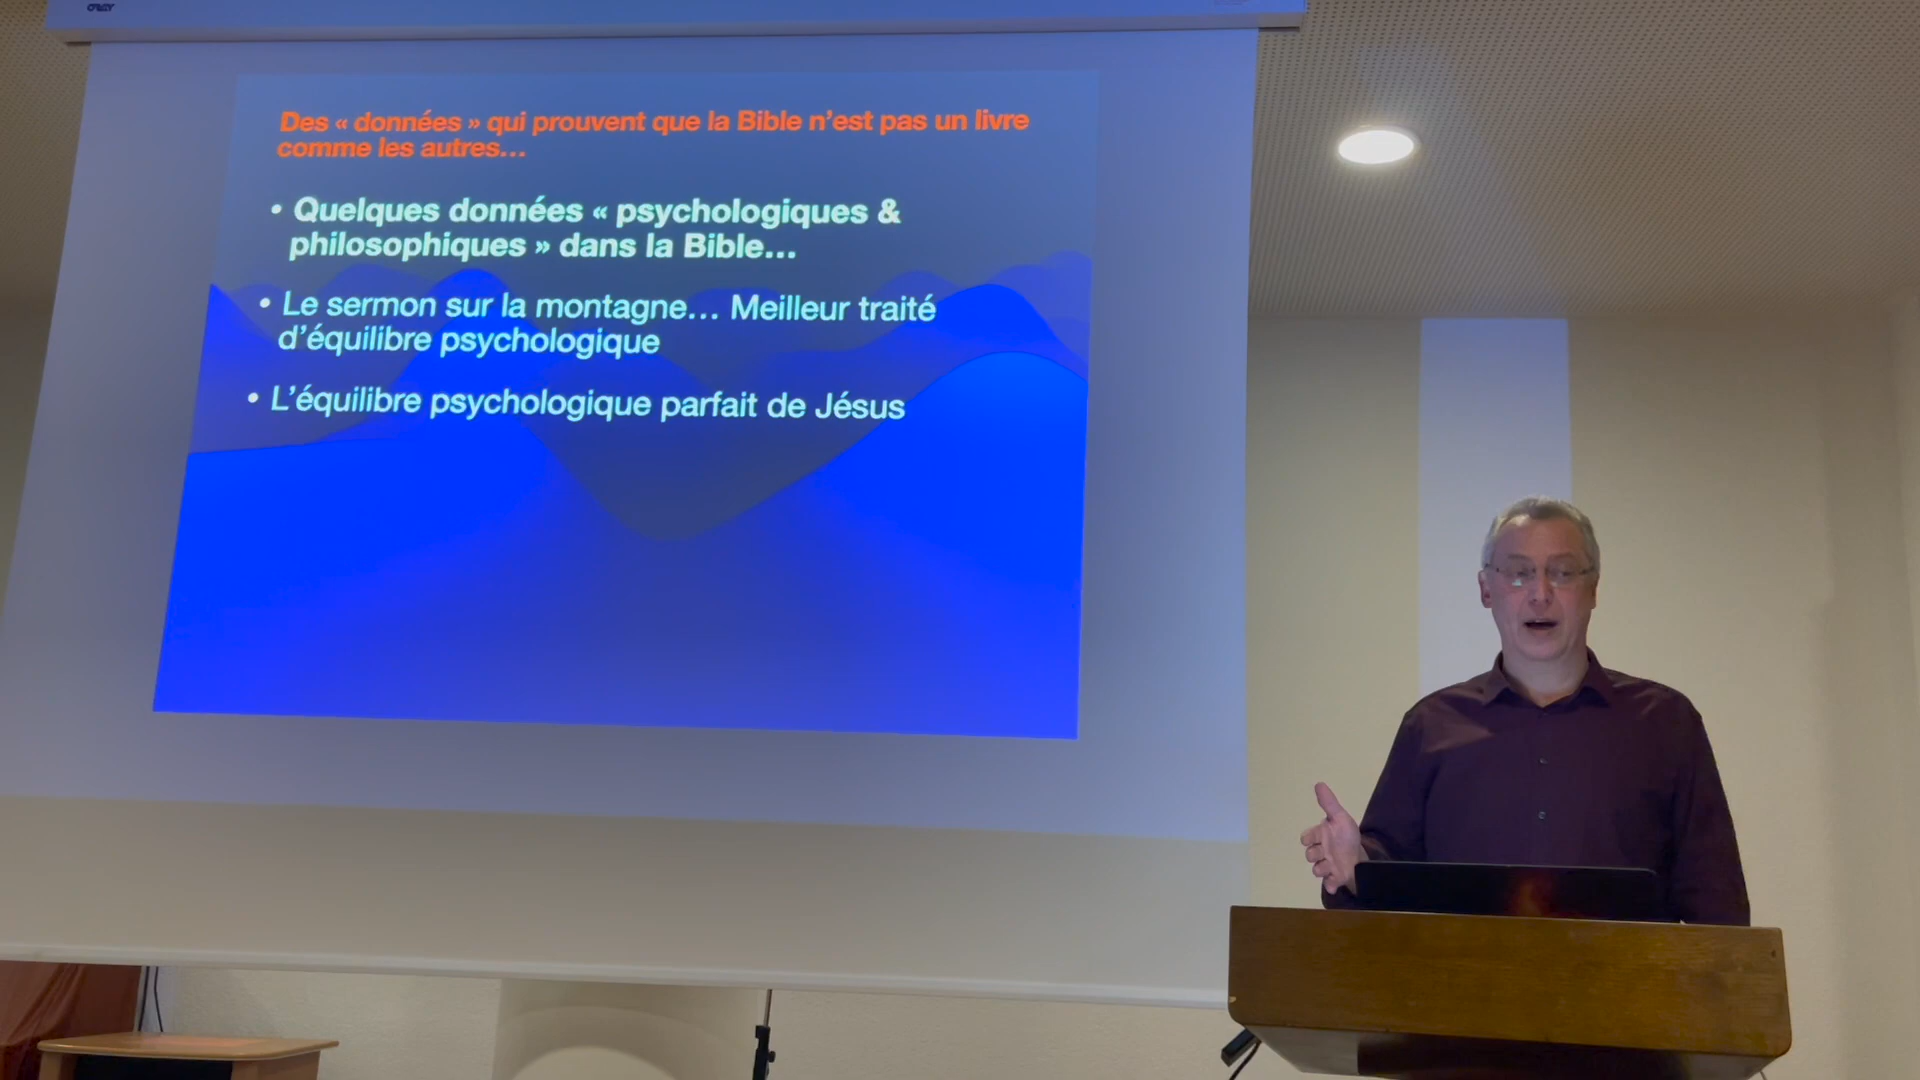 Des « données » qui prouvent que la Bible n'est pas un livre
comme les autres…
• Quelques données « psychologiques &
philosophiques » dans la Bible…
• Le sermon sur la montagne… Meilleur traité
d'équilibre psychologique
• L'équilibre psychologique parfait de Jésus